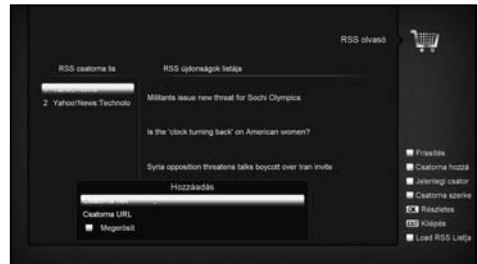 RSS olvasó
RSS csatorna lis
RSS újdonságok listája
2 Yahoo!News:Technolo
Militants issue new threat for Sochi Olympics
Is the 'clock turning back' on American women?
Syria opposition threatens talks boycott over Iran invite
Hozzáadás
Csatorna URL
Megerősít
Frissítés
Csatorna hozzá
Jelenlegi csator
Csatorna szerke
OK Részletes
EXIT Kilépés
Load RSS Listja